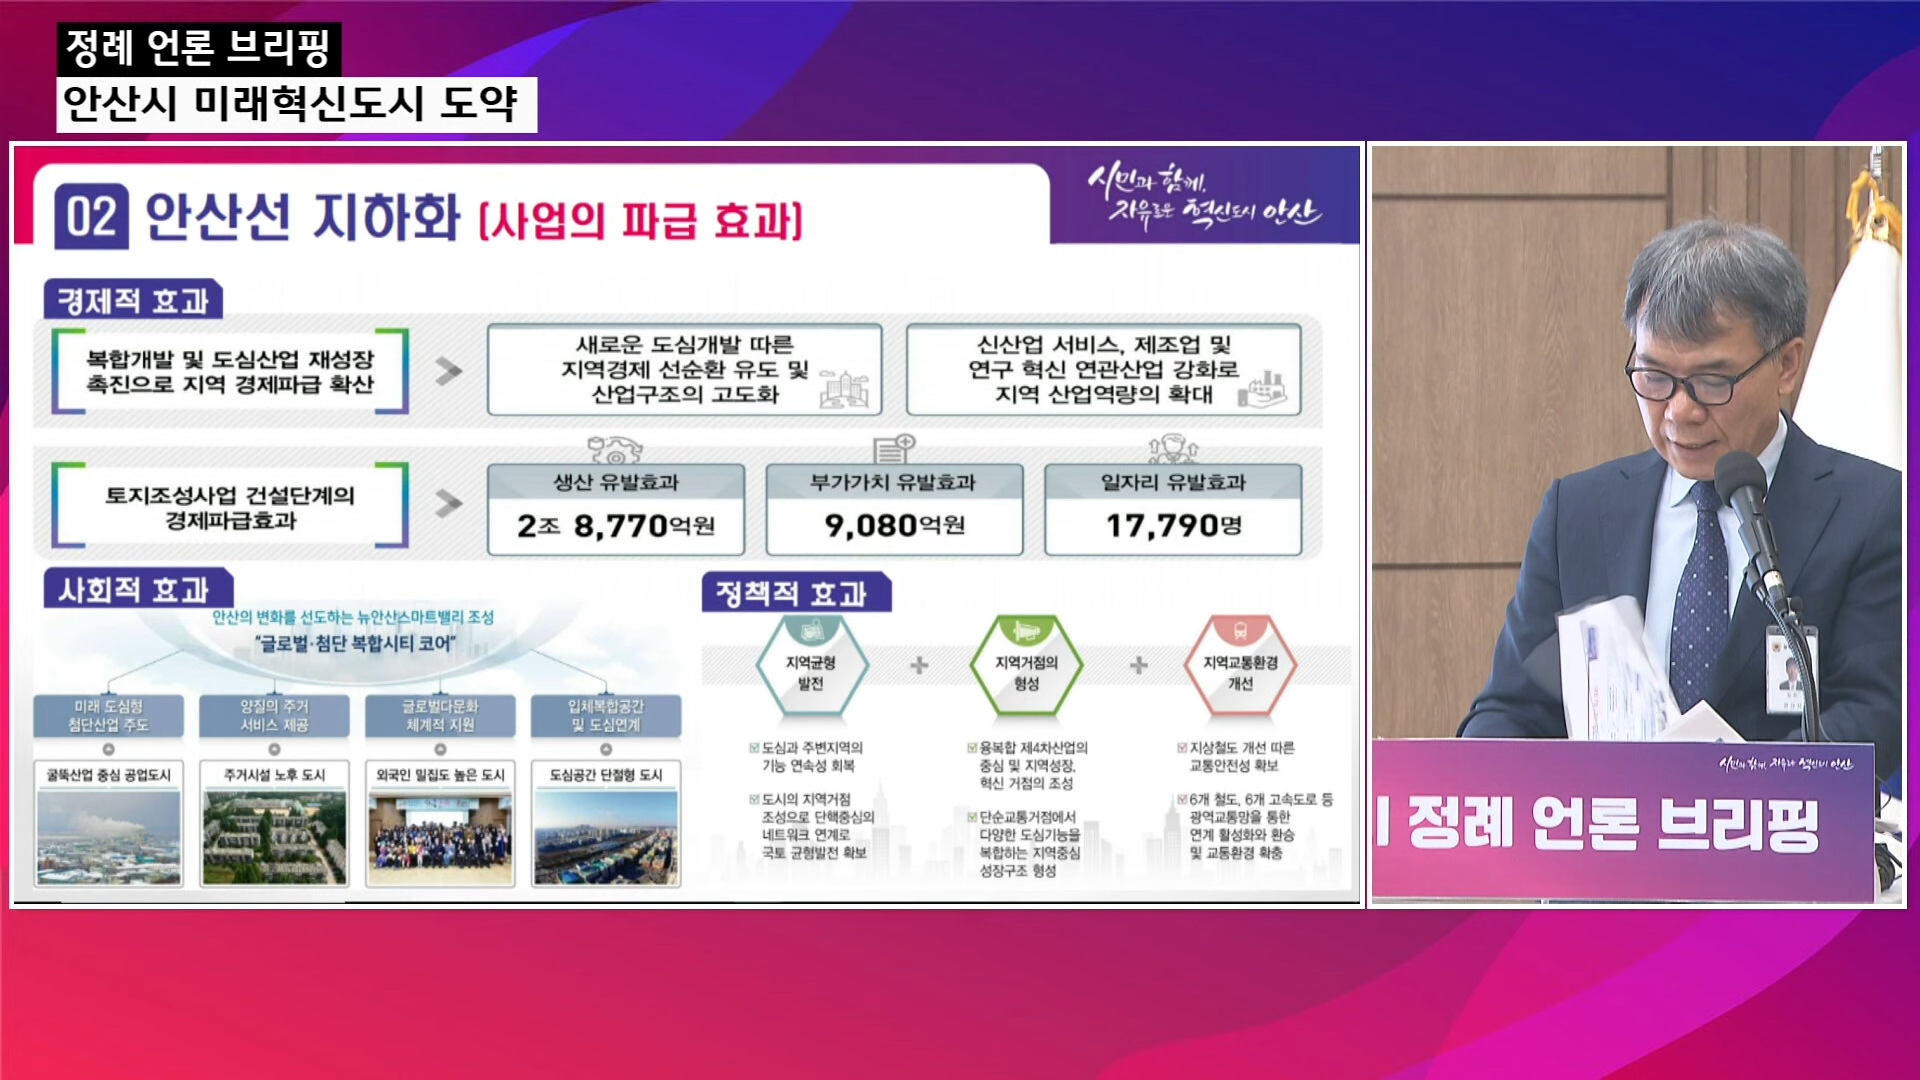 정례 언론 브리핑
안산시 미래혁신도시 도약
02 안산선 지하화 (사업의 파급 효과)
시민과 함께,
자유로운 혁신도시 안산
경제적 효과
복합개발 및 도심산업 재성장
촉진으로 지역 경제파급 확산
새로운 도심개발 따른
지역경제 선순환 유도 및
산업구조의 고도화
신산업 서비스, 제조업 및
연구 혁신 연관산업 강화로
지역 산업역량의 확대
토지조성사업 건설단계의
경제파급효과
생산 유발효과
2조 8,770억원
부가가치 유발효과
9,080억원
일자리 유발효과
17,790명
사회적 효과
안산의 변화를 선도하는 뉴안산스마트밸리 조성
"글로벌·첨단 복합시티 코어"
미래 도심형
첨단산업 주도
양질의 주거
서비스 제공
글로벌다문화
체계적 지원
입체복합공간
및 도심연계
굴뚝산업 중심 공업도시
주거시설 노후 도시
외국인 밀집도 높은 도시
도심공간 단절형 도시
정책적 효과
지역균형
발전
지역거점의
형성
지역교통환경
개선
도심과 주변지역의
기능 연속성 회복
도시의 지역거점
조성으로 단핵중심의
네트워크 연계로
국토 균형발전 확보
융복합 제4차산업의
중심 및 지역성장,
혁신 거점의 조성
단순교통거점에서
다양한 도심기능을
복합하는 지역중심
성장구조 형성
지상철도 개선 따른
교통안전성 확보
6개 철도, 6개 고속도로 등
광역교통망을 통한
연계 활성화와 환승
및 교통환경 확충
시민과 함께, 자유로운 혁신도시 안산
정례 언론 브리핑